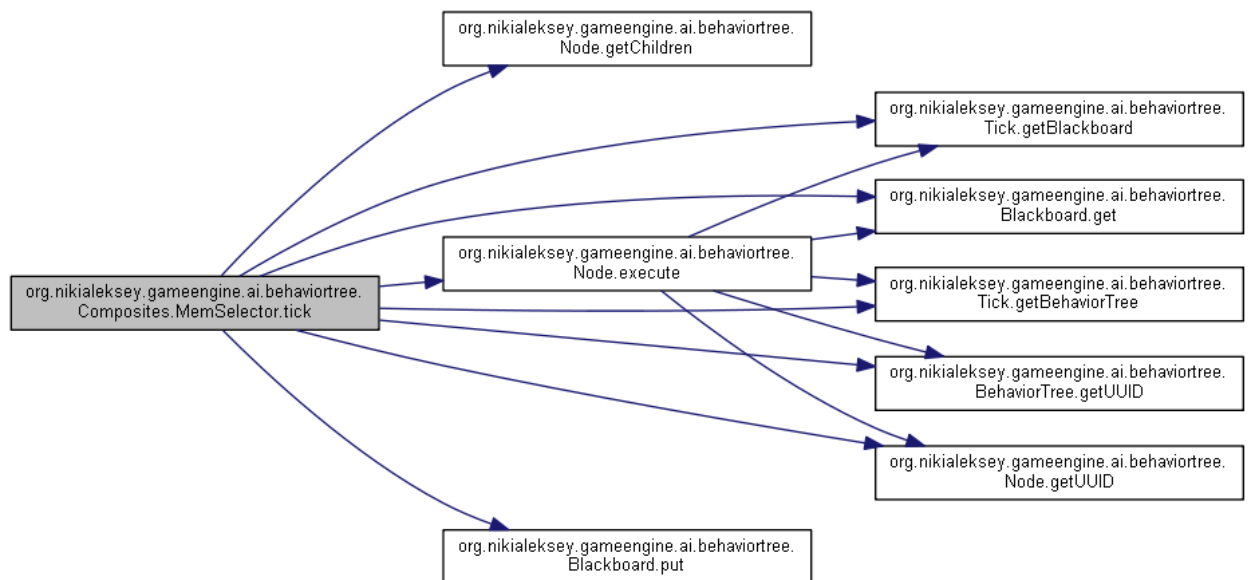 org.nikialeksey.gameengine.ai.behaviortree.
Node.getChildren
org.nikialeksey.gameengine.ai.behaviortree.
Tick.getBlackboard
org.nikialeksey.gameengine.ai.behaviortree.
Blackboard.get
org.nikialeksey.gameengine.ai.behaviortree.
Node.execute
org.nikialeksey.gameengine.ai.behaviortree.
Composites.MemSelector.tick
org.nikialeksey.gameengine.ai.behaviortree.
Tick.getBehaviorTree
org.nikialeksey.gameengine.ai.behaviortree.
BehaviorTree.getUUID
org.nikialeksey.gameengine.ai.behaviortree.
Node.getUUID
org.nikialeksey.gameengine.ai.behaviortree.
Blackboard.put